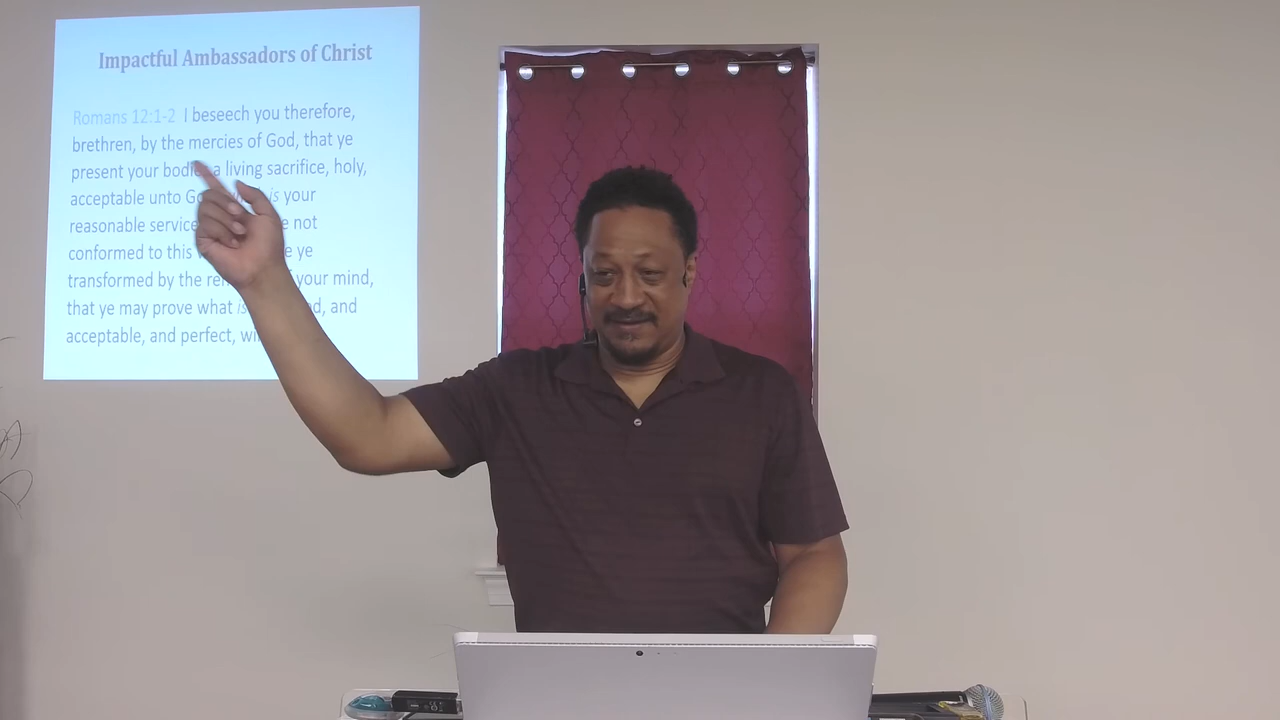 Impactful Ambassadors of Christ
Romans 12:1-2 I beseech you therefore,
brethren, by the mercies of God, that ye
present your a living sacrifice, holy,
acceptable unto is your
reasonable service not
conformed to this ye
transformed by the your mind,
that ye may prove what is and
acceptable, and perfect,